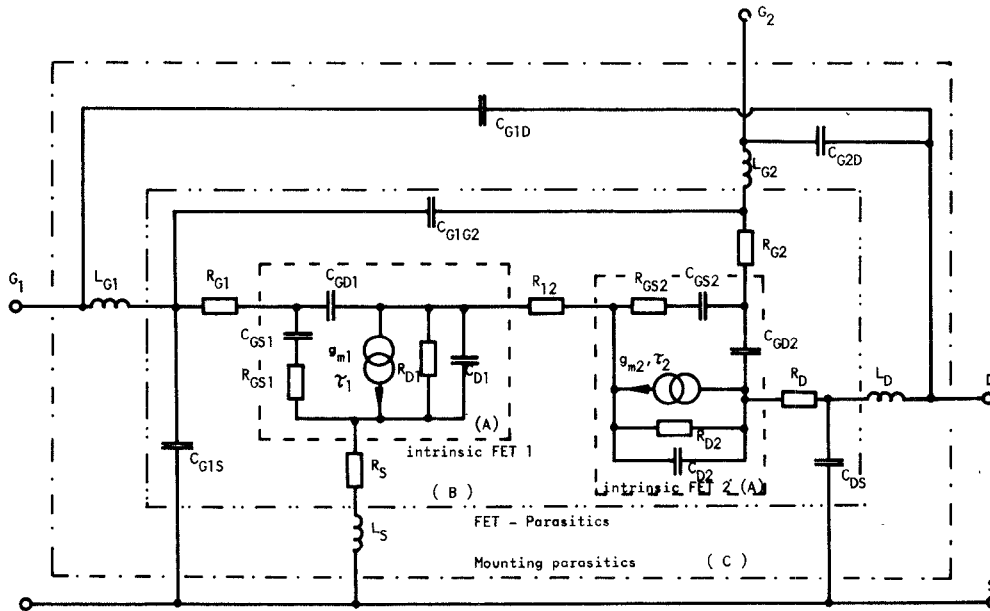 G2
CG1D
CG2D
LG2
CG1G2
RG2
G1
LG1
RG1
CGD1
R12
RGS2
CGS2
CGS1
gm1
RD1
CD1
RGS1
τ1
(A)
intrinsic FET 1
gm2, τ2
CGD2
RD
LD
D
RD2
CD2
intrinsic FET 2 (A)
CG1S
RS
(B)
CDS
FET - Parasitics
LS
Mounting parasitics
(C)
S